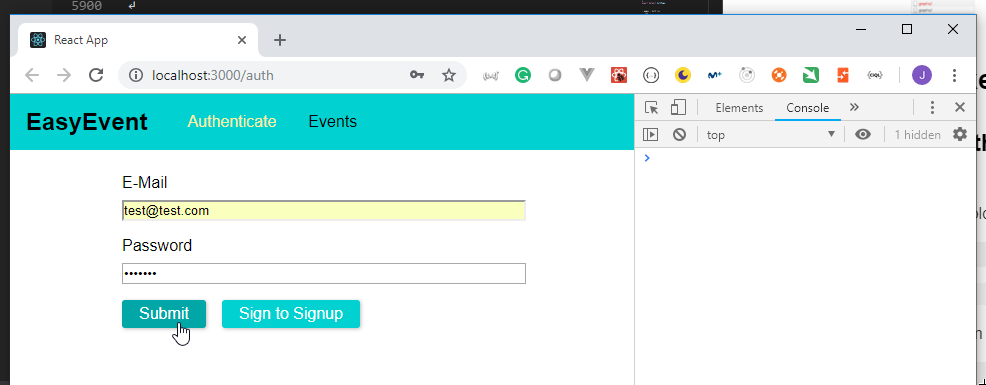 5900
React App
localhost:3000/auth
J
EasyEvent Authenticate Events
Elements Console
top 1 hidden
E-Mail
test@test.com
Password
•••••••
Submit Sign to Signup